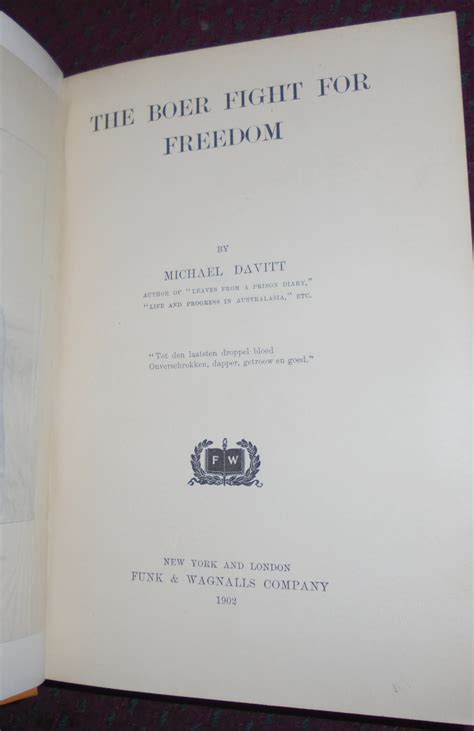 THE BOER FIGHT FOR
FREEDOM
BY
MICHAEL DAVITT
AUTHOR OF "LEAVES FROM A PRISON DIARY,"
"LIFE AND PROGRESS IN AUSTRALASIA," ETC.
"Tot den laatsten droppel bloed
Onverschrokken, dapper, getroow en goed."
F W
NEW YORK AND LONDON
FUNK & WAGNALLS COMPANY
1902